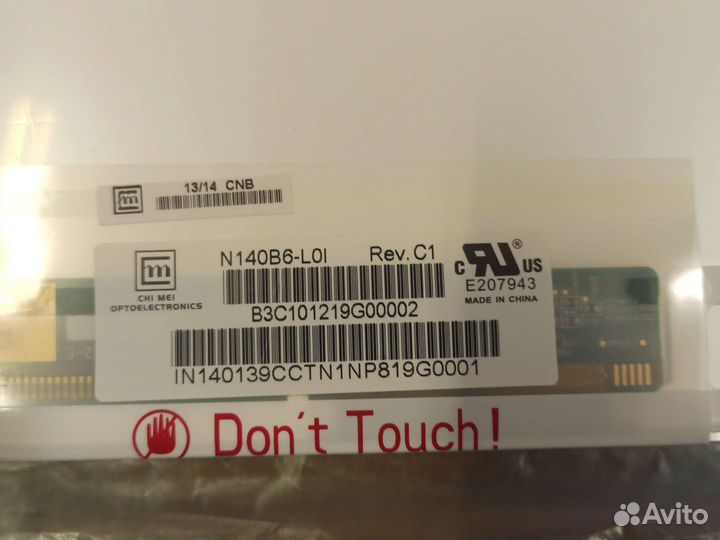 13/14 CNB
CHI MEI
OPTOELECTRONICS
N140B6-L0I Rev. C1
B3C101219G00002
IN140139CCTN1NP819G0001
C RU ® US
E207943
MADE IN CHINA
Don't Touch!
Avito